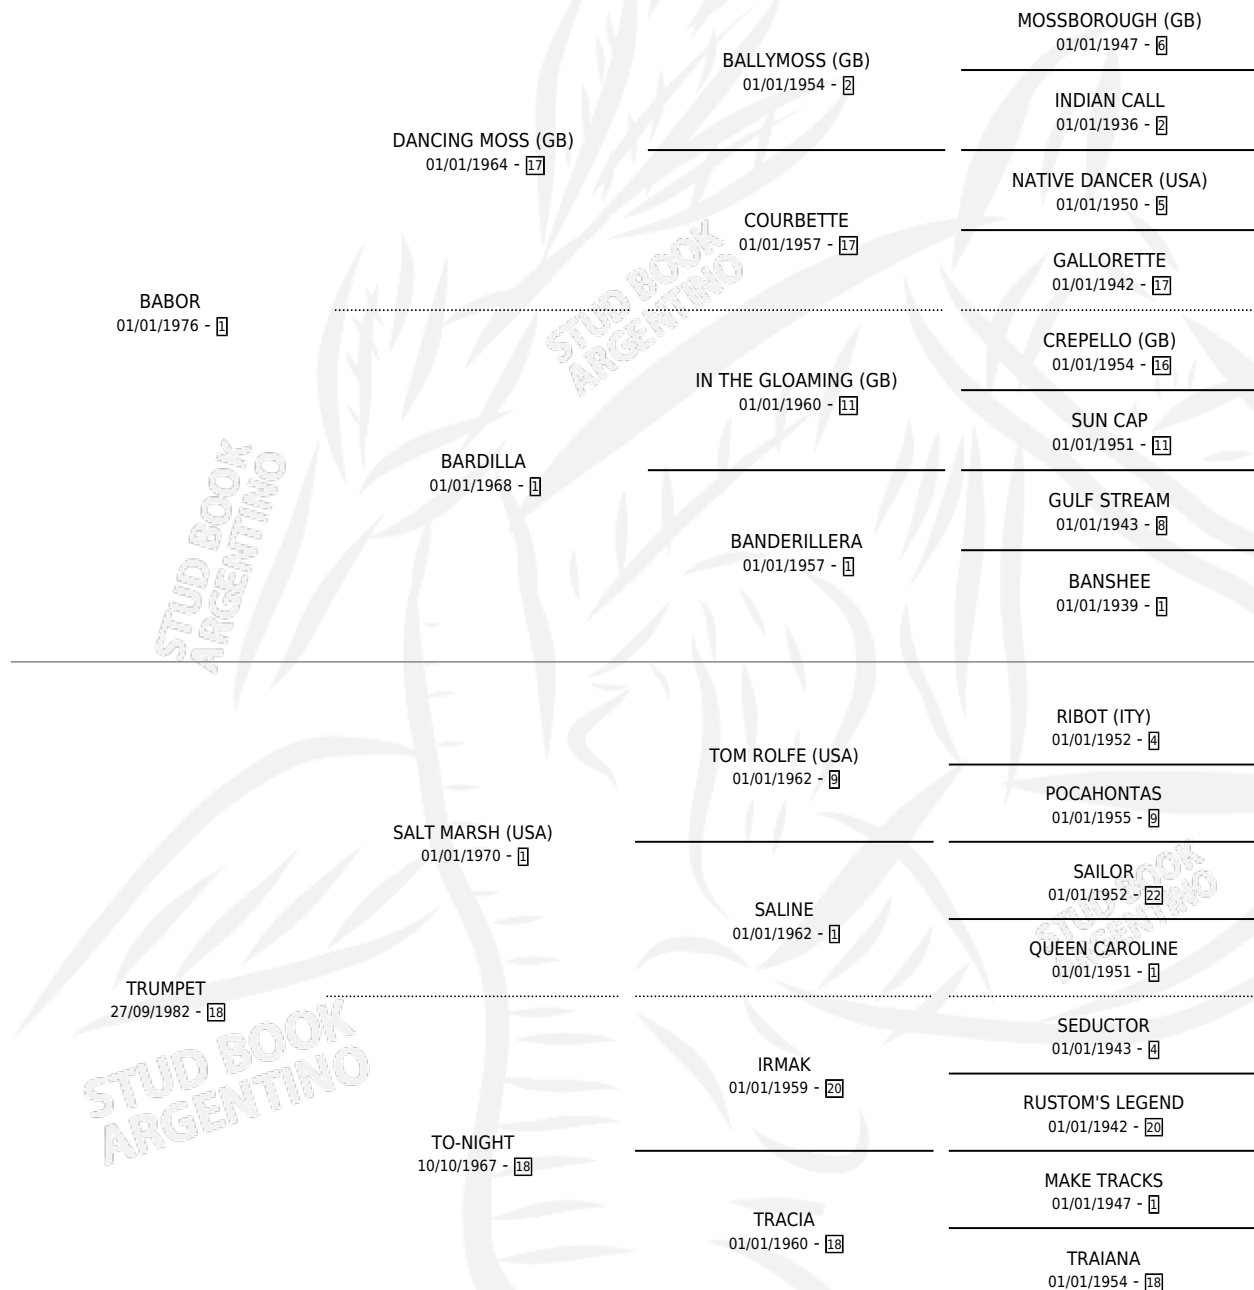 MOSSBOROUGH (GB)
01/01/1947 - 6
BALLYMOSS (GB)
01/01/1954 - 2
INDIAN CALL
01/01/1936 - 2
DANCING MOSS (GB)
01/01/1964 - 17
NATIVE DANCER (USA)
01/01/1950 - 5
COURBETTE
01/01/1957 - 17
GALLORETTE
01/01/1942 - 17
BABOR
01/01/1976 - 1
CREPELLO (GB)
01/01/1954 - 16
IN THE GLOAMING (GB)
01/01/1960 - 11
SUN CAP
01/01/1951 - 11
BARDILLA
01/01/1968 - 1
GULF STREAM
01/01/1943 - 8
BANDERILLERA
01/01/1957 - 1
BANSHEE
01/01/1939 - 1
STUD BOOK
ARGENTINO
STUD BOOK
ARGENTINO
RIBOT (ITY)
01/01/1952 - 4
TOM ROLFE (USA)
01/01/1962 - 9
POCAHONTAS
01/01/1955 - 9
SALT MARSH (USA)
01/01/1970 - 1
SAILOR
01/01/1952 - 22
SALINE
01/01/1962 - 1
QUEEN CAROLINE
01/01/1951 - 1
STUD BOOK
ARGENTINO
TRUMPET
27/09/1982 - 18
SEDUCTOR
01/01/1943 - 4
IRMAK
01/01/1959 - 20
RUSTOM'S LEGEND
01/01/1942 - 20
TO-NIGHT
10/10/1967 - 18
MAKE TRACKS
01/01/1947 - 1
TRACIA
01/01/1960 - 18
TRAIANA
01/01/1954 - 18
STUD BOOK
ARGENTINO